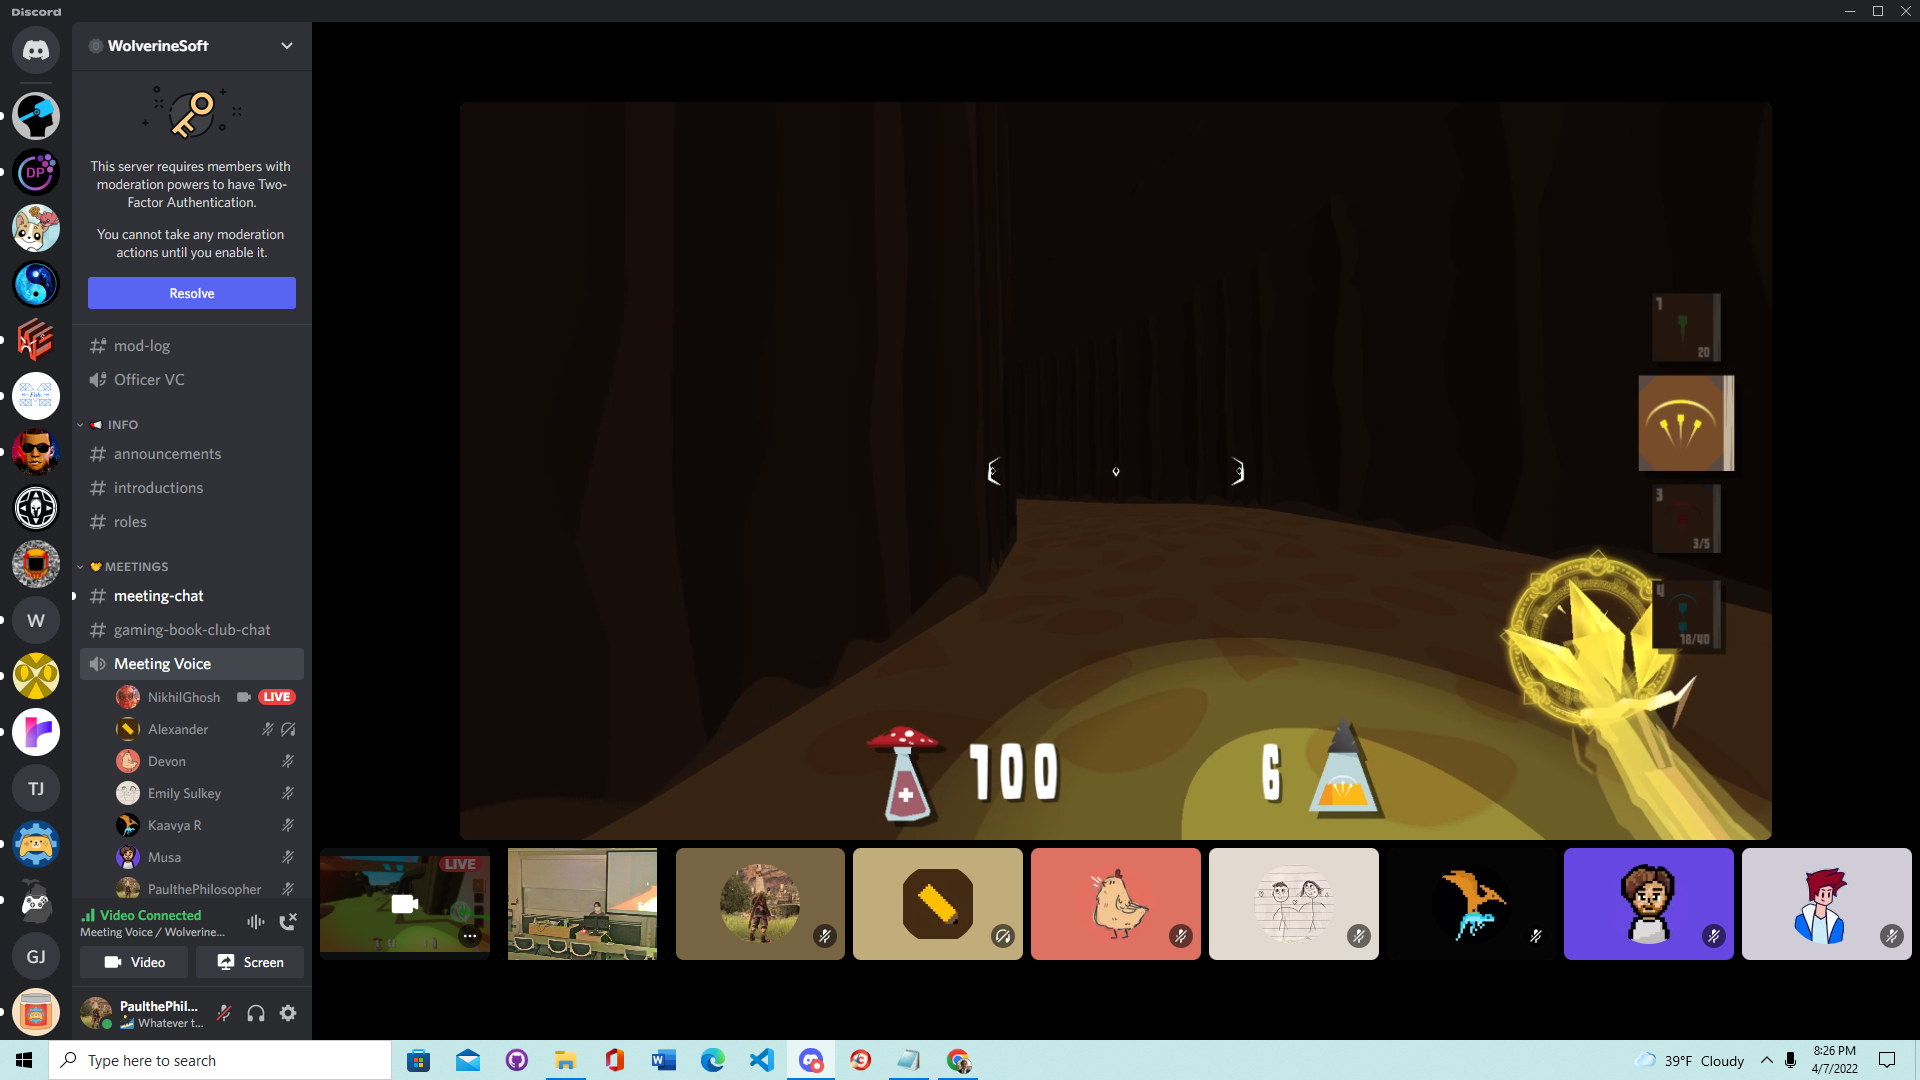 Discord
WolverineSoft
This server requires members with
moderation powers to have Two-
Factor Authentication.
You cannot take any moderation
actions until you enable it.
Resolve
mod-log
Officer VC
INFO
announcements
introductions
roles
MEETINGS
meeting-chat
gaming-book-club-chat
Meeting Voice
NikhilGhosh
LIVE
Alexander
Devon
Emily Sulkey
Kaavya R
Musa
PaulthePhilosopher
Video Connected
Meeting Voice / Wolverine...
Video
Screen
PaulthePhil...
Whatever t...
DP
W
TJ
GJ
1
20
3
3/5
4
18/40
100
6
LIVE
Type here to search
39°F Cloudy
8:26 PM
4/7/2022